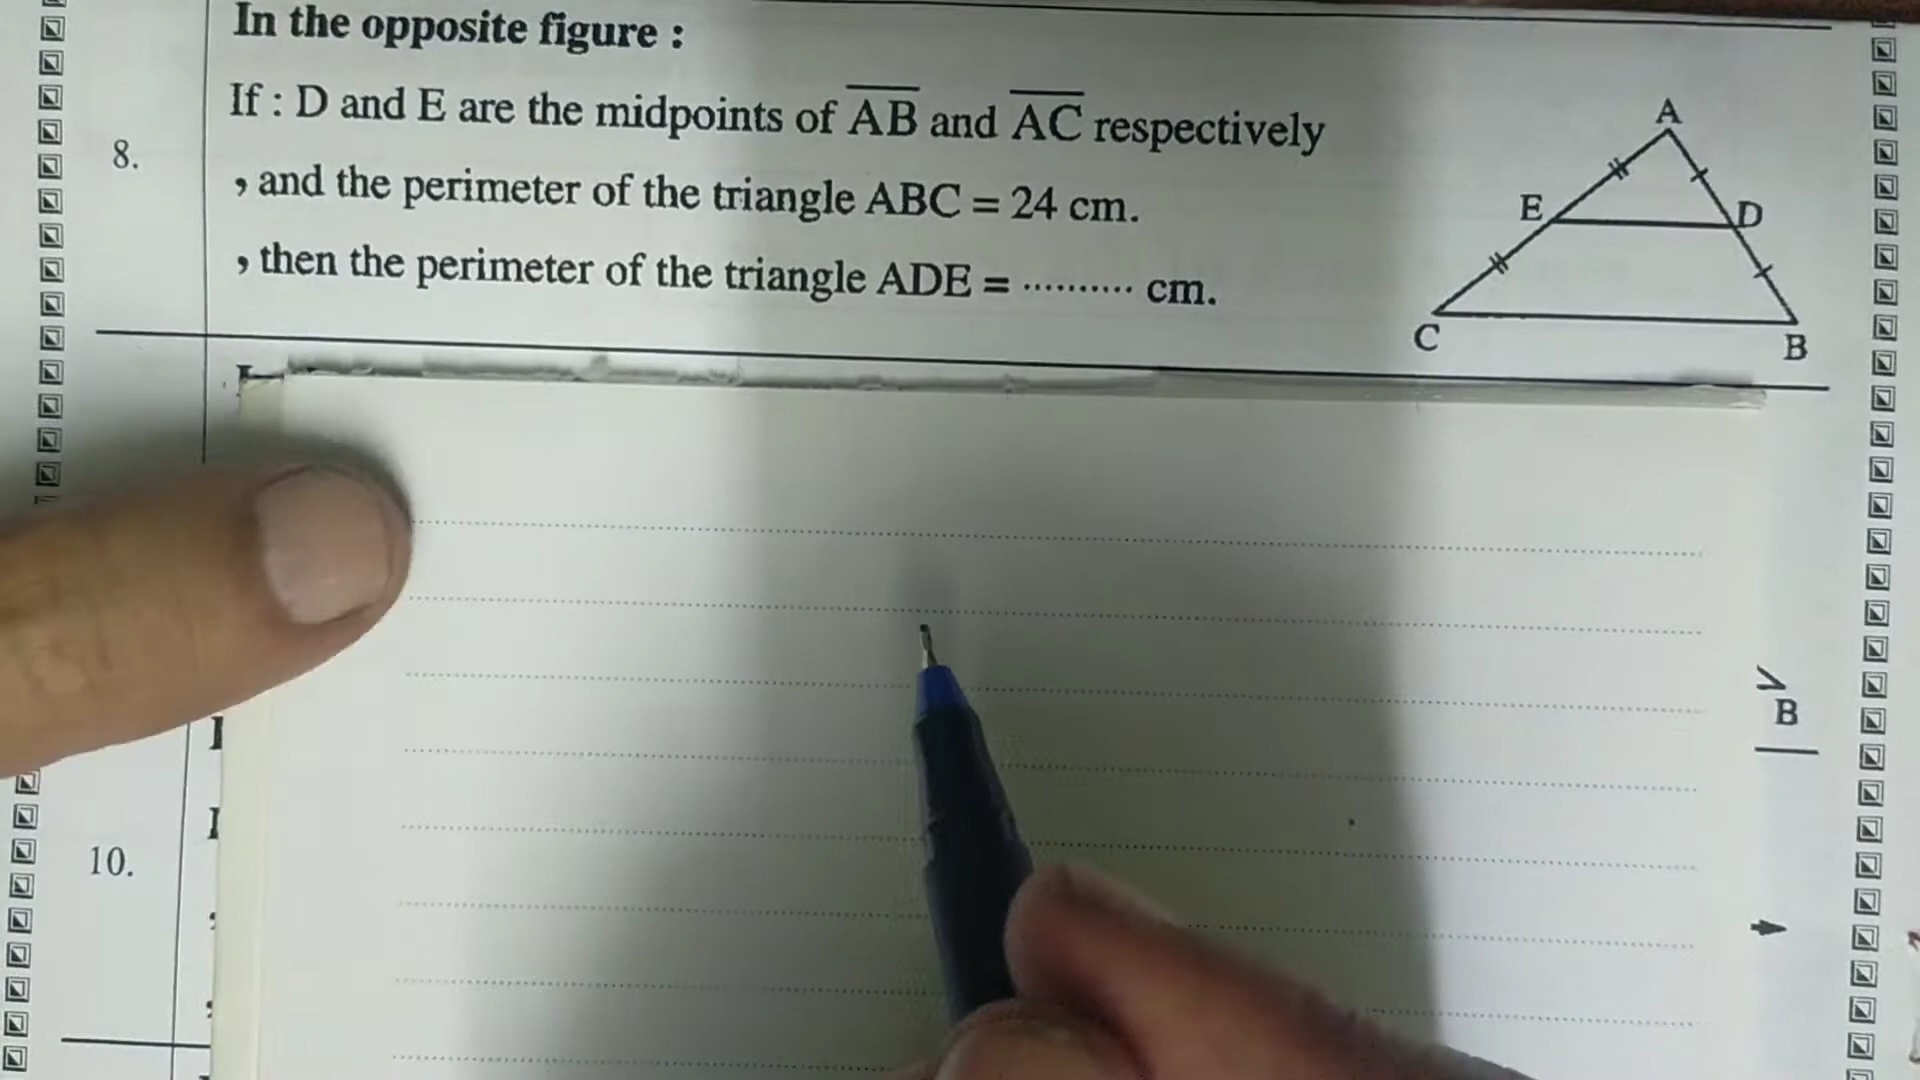 In the opposite figure :
If : D and E are the midpoints of AB and AC respectively
8.
, and the perimeter of the triangle ABC = 24 cm.
, then the perimeter of the triangle ADE = .......... cm.
A
E
D
C
B
B
10.